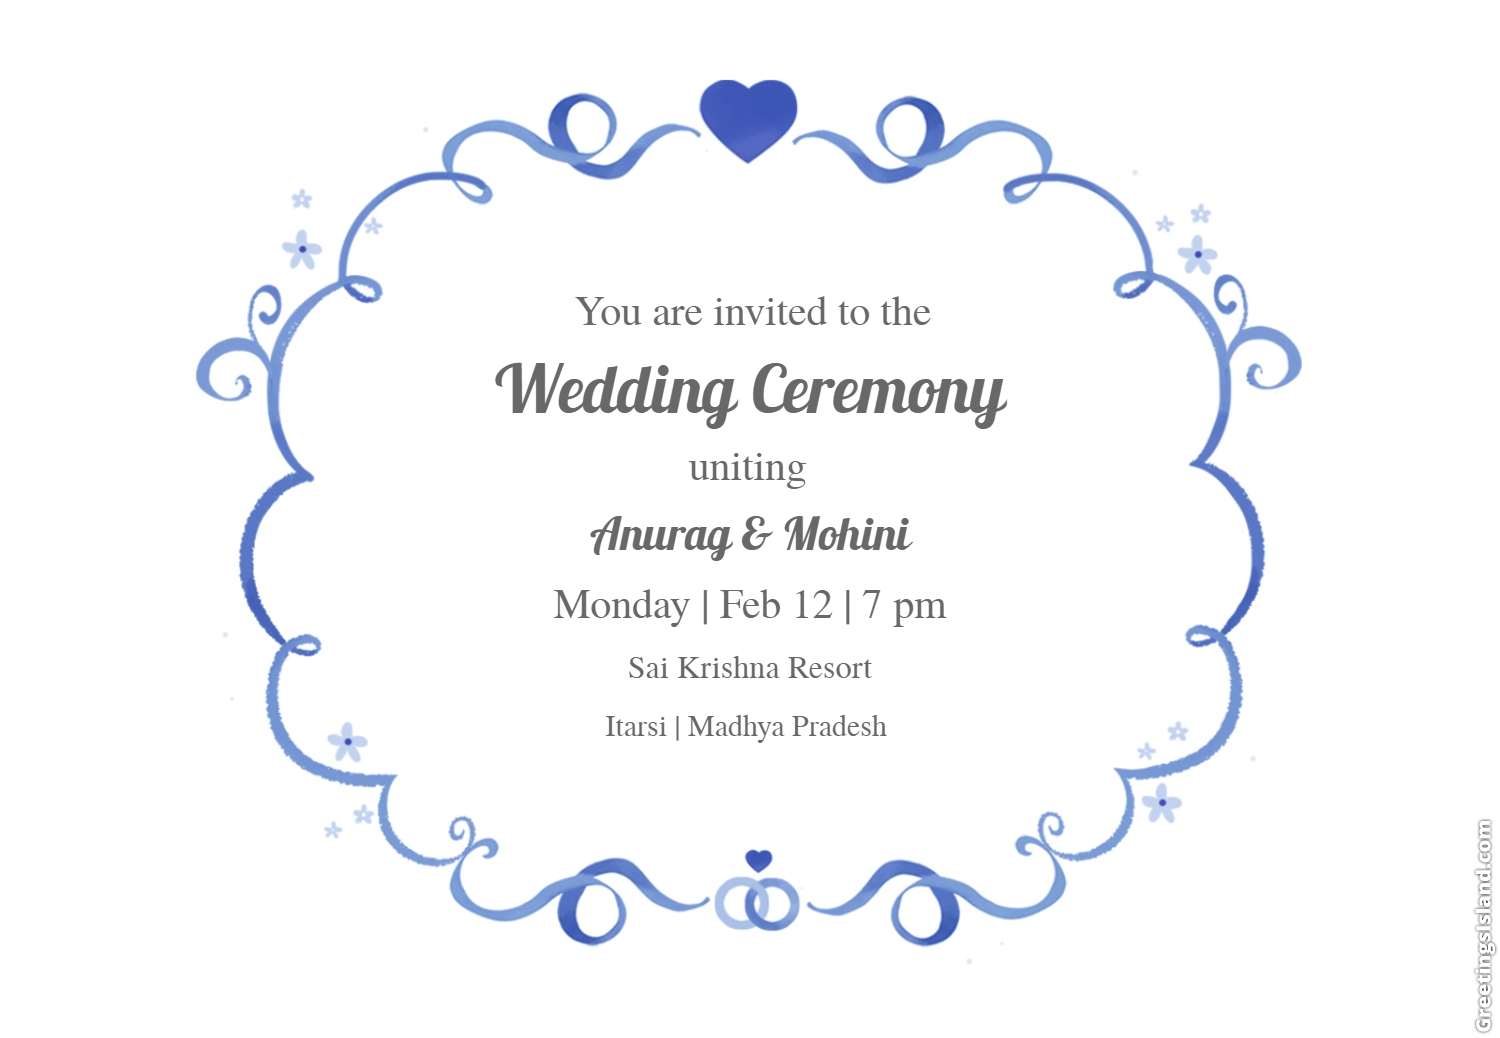 You are invited to the
Wedding Ceremony
uniting
Anurag & Mohini
Monday | Feb 12 | 7 pm
Sai Krishna Resort
Itarsi | Madhya Pradesh
GreetingsIsland.com